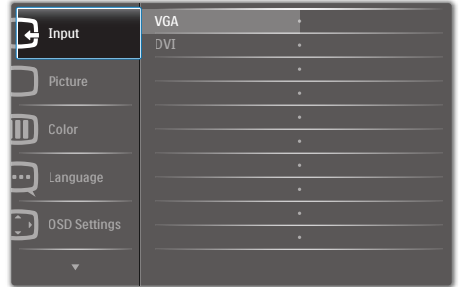 Input
VGA
DVI
Picture
Color
Language
OSD Settings